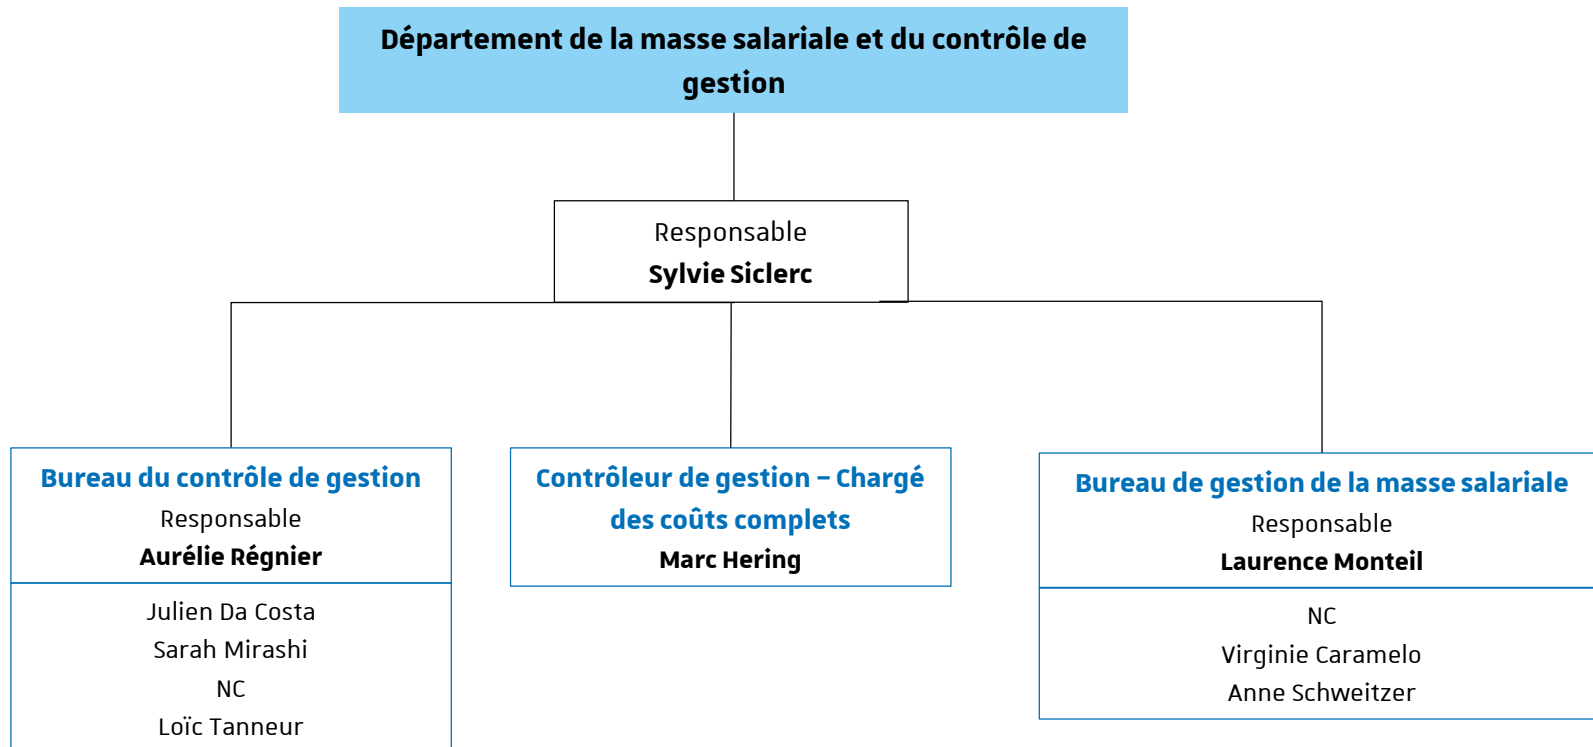 Département de la masse salariale et du contrôle de
gestion
Responsable
Sylvie Siclerc
Bureau du contrôle de gestion
Responsable
Aurélie Régnier
Julien Da Costa
Sarah Mirashi
NC
Loïc Tanneur
Contrôleur de gestion – Chargé
des coûts complets
Marc Hering
Bureau de gestion de la masse salariale
Responsable
Laurence Monteil
NC
Virginie Caramelo
Anne Schweitzer